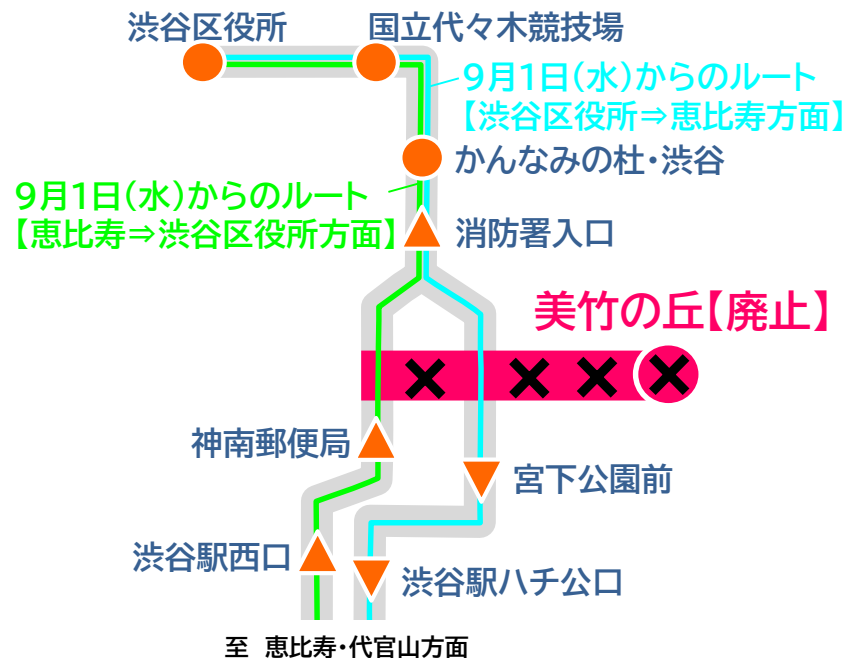 渋谷区役所
国立代々木競技場
9月1日(水)からのルート
【渋谷区役所⇒恵比寿方面】
かんなみの杜・渋谷
9月1日(水)からのルート
【恵比寿⇒渋谷区役所方面】
消防署入口
美竹の丘【廃止】
神南郵便局
宮下公園前
渋谷駅西口
渋谷駅ハチ公口
至 恵比寿・代官山方面